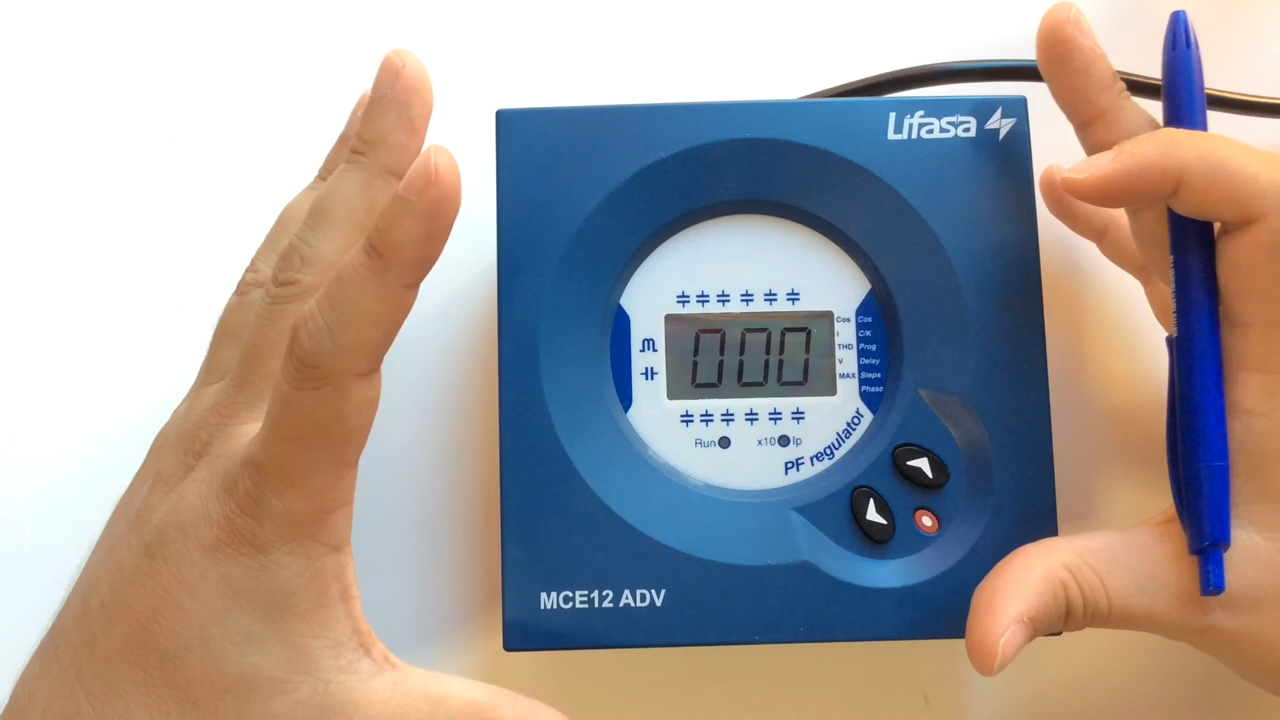 Lifasa
000
Cos
I
THD
V
MAX
Cos
C/K
Prog
Delay
Steps
Phase
Run
x10
Ip
PF regulator
MCE12 ADV